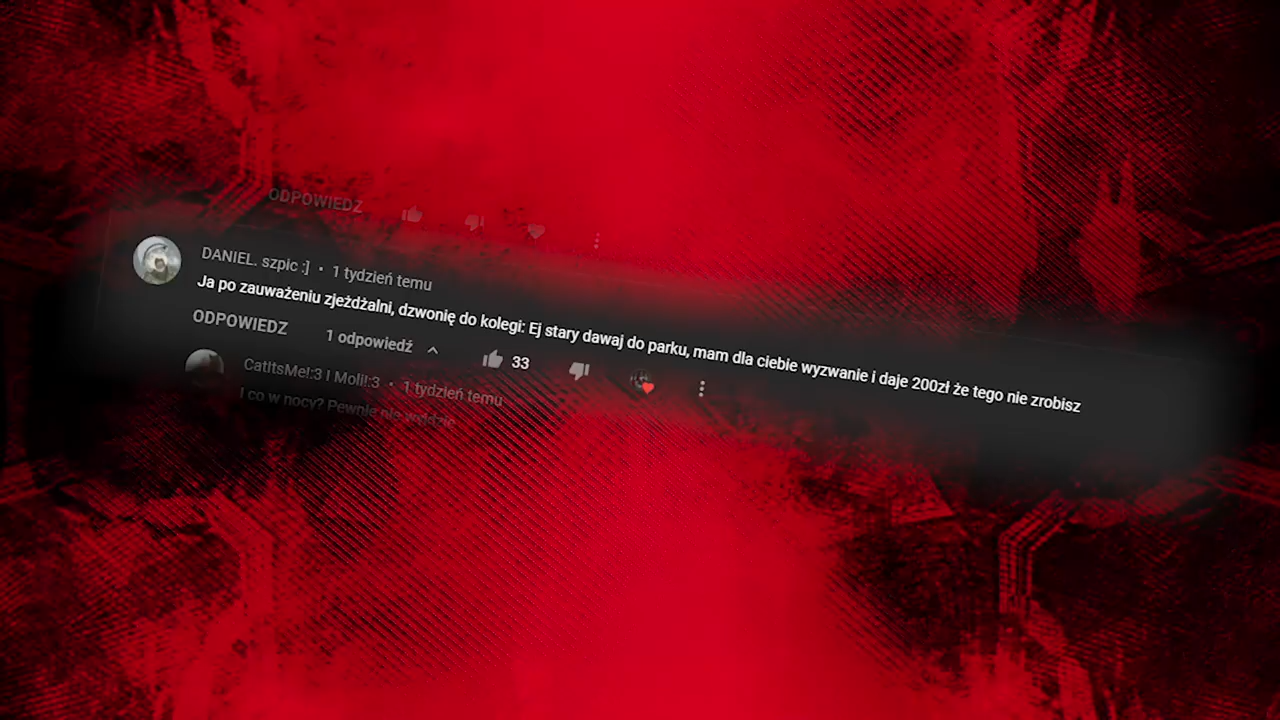 ODPOWIEDZ
DANIEL. szpic :] • 1 tydzień temu
Ja po zauważeniu zjeżdżalni, dzwonię do kolegi: Ej stary dawaj do parku, mam dla ciebie wyzwanie i daje 200zł że tego nie zrobisz
ODPOWIEDZ 1 odpowiedź 33
CatItsMe!:3 I Moli!:3 • 1 tydzień temu
I co w nocy? Pewnie nie wejdzie